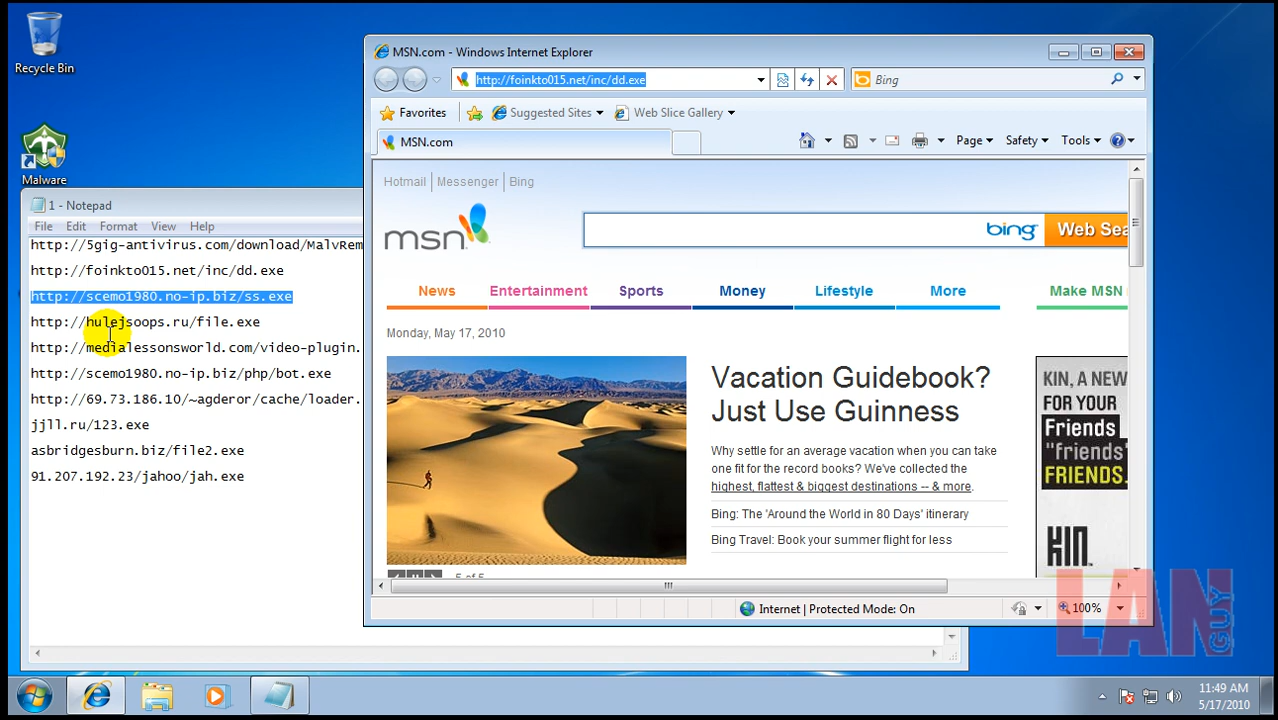 Recycle Bin
Malware
1 - Notepad
File Edit Format View Help
http://5gig-antivirus.com/download/MalvRem
http://foinkto015.net/inc/dd.exe
http://scemo1980.no-ip.biz/ss.exe
http://hulejsoops.ru/file.exe
http://medialessonsworld.com/video-plugin.
http://scemo1980.no-ip.biz/php/bot.exe
http://69.73.186.10/~agderor/cache/loader.
jjll.ru/123.exe
asbridgesburn.biz/file2.exe
91.207.192.23/jahoo/jah.exe
MSN.com - Windows Internet Explorer
http://foinkto015.net/inc/dd.exe
Bing
Favorites Suggested Sites Web Slice Gallery
MSN.com
Page Safety Tools
Hotmail Messenger Bing
msn
bing
Web Sea
News Entertainment Sports Money Lifestyle More Make MSN
Monday, May 17, 2010
Vacation Guidebook?
Just Use Guinness
Why settle for an average vacation when you can take
one fit for the record books? We've collected the
highest, flattest & biggest destinations -- & more.
Bing: The 'Around the World in 80 Days' itinerary
Bing Travel: Book your summer flight for less
5 of 5
KIN, A NEW
FOR YOUR
Friends
"friends'
FRIENDS.
KIN
Internet | Protected Mode: On
100%
LAN
GUY
11:49 AM
5/17/2010